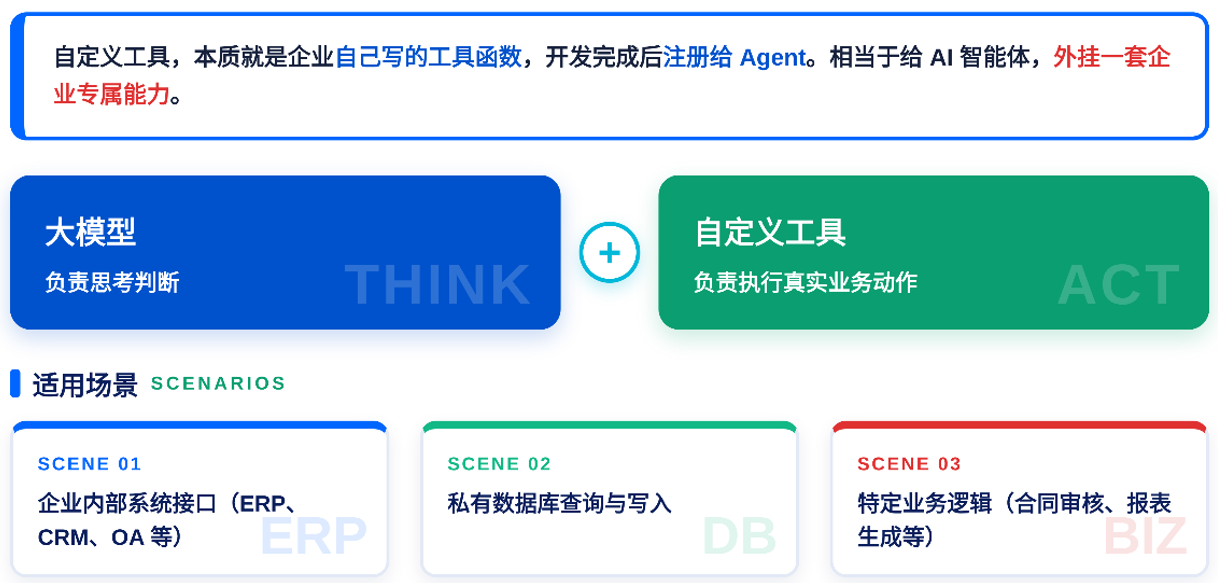 自定义工具，本质就是企业自己写的工具函数，开发完成后注册给 Agent。相当于给 AI 智能体，外挂一套企
业专属能力。
大模型
负责思考判断
THINK
+
自定义工具
负责执行真实业务动作
ACT
适用场景 SCENARIOS
SCENE 01
企业内部系统接口（ERP、
CRM、OA 等）
ERP
SCENE 02
私有数据库查询与写入
DB
SCENE 03
特定业务逻辑（合同审核、报表
生成等）
BIZ